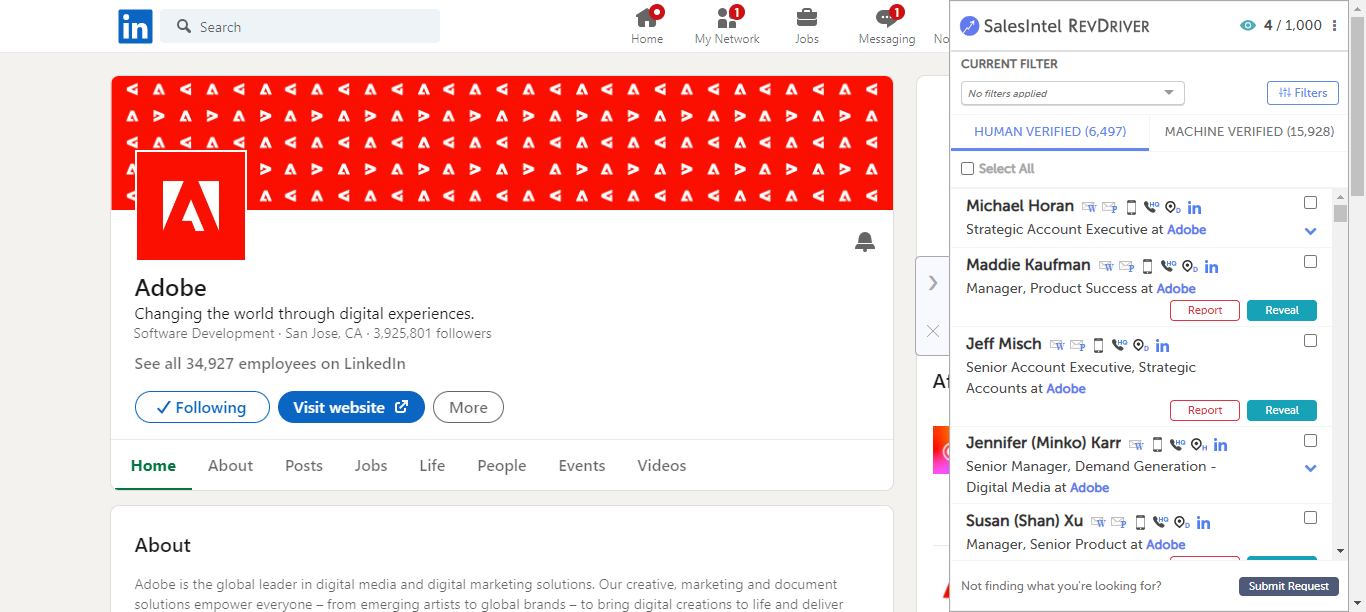 Search
Home
1
My Network
Jobs
1
Messaging
No
Adobe
Changing the world through digital experiences.
Software Development · San Jose, CA · 3,925,801 followers
See all 34,927 employees on LinkedIn
Following
Visit website
More
Home
About
Posts
Jobs
Life
People
Events
Videos
About
Adobe is the global leader in digital media and digital marketing solutions. Our creative, marketing and document
solutions empower everyone – from emerging artists to global brands – to bring digital creations to life and deliver
SalesIntel REVDRIVER
4 / 1,000
CURRENT FILTER
No filters applied
Filters
HUMAN VERIFIED (6,497)
MACHINE VERIFIED (15,928)
Select All
Michael Horan
Strategic Account Executive at Adobe
Maddie Kaufman
Manager, Product Success at Adobe
Report
Reveal
Jeff Misch
Senior Account Executive, Strategic
Accounts at Adobe
Report
Reveal
Jennifer (Minko) Karr
Senior Manager, Demand Generation -
Digital Media at Adobe
Susan (Shan) Xu
Manager, Senior Product at Adobe
Not finding what you're looking for?
Submit Request